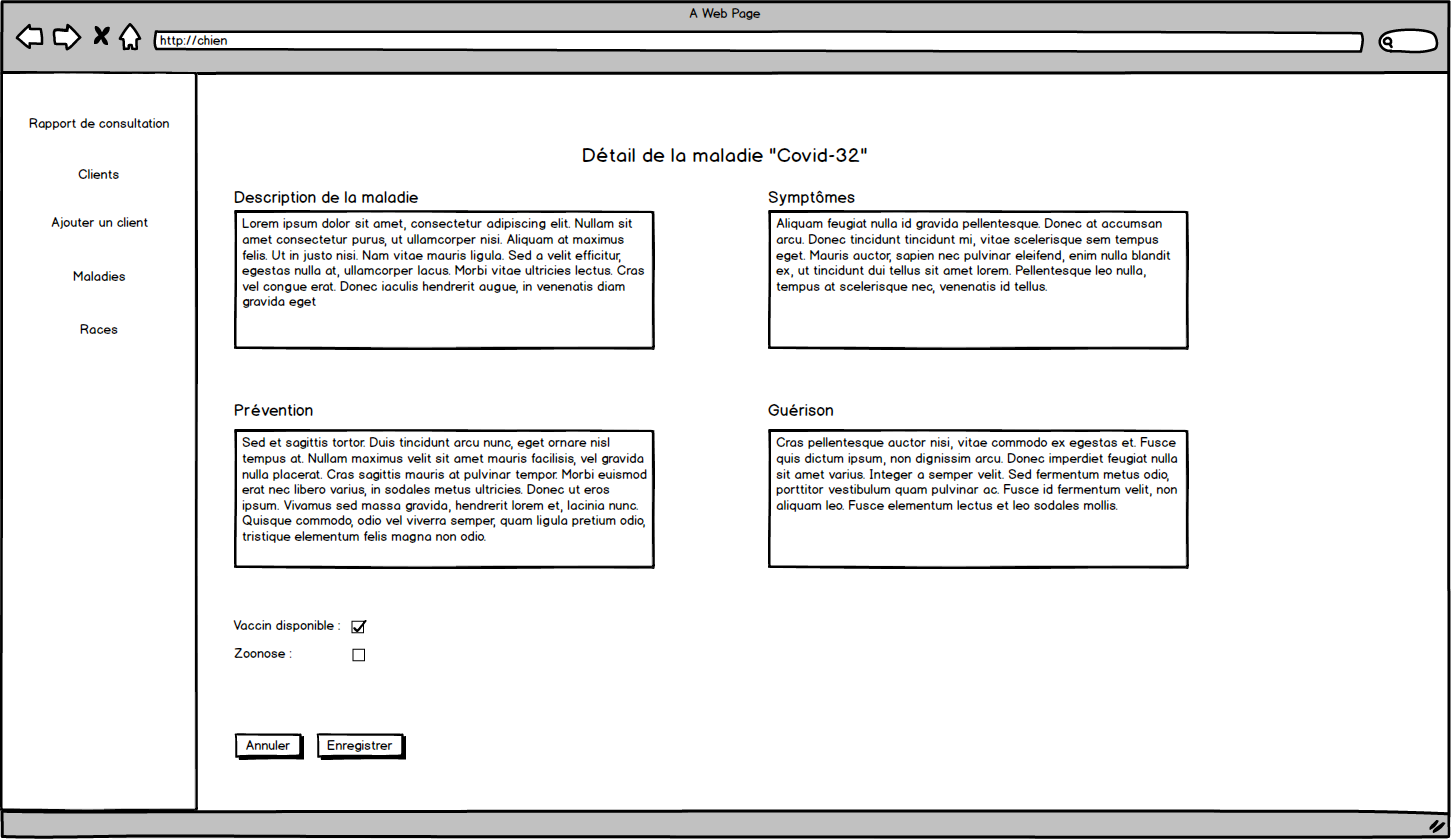 A Web Page
http://chien
Rapport de consultation
Clients
Ajouter un client
Maladies
Races
Détail de la maladie "Covid-32"
Description de la maladie
Lorem ipsum dolor sit amet, consectetur adipiscing elit. Nullam sit
amet consectetur purus, ut ullamcorper nisi. Aliquam at maximus
felis. Ut in justo nisi. Nam vitae mauris ligula. Sed a velit efficitur,
egestas nulla at, ullamcorper lacus. Morbi vitae ultricies lectus. Cras
vel congue erat. Donec iaculis hendrerit augue, in venenatis diam
gravida eget
Symptômes
Aliquam feugiat nulla id gravida pellentesque. Donec at accumsan
arcu. Donec tincidunt tincidunt mi, vitae scelerisque sem tempus
eget. Mauris auctor, sapien nec pulvinar eleifend, enim nulla blandit
ex, ut tincidunt dui tellus sit amet lorem. Pellentesque leo nulla,
tempus at scelerisque nec, venenatis id tellus.
Prévention
Sed et sagittis tortor. Duis tincidunt arcu nunc, eget ornare nisl
tempus at. Nullam maximus velit sit amet mauris facilisis, vel gravida
nulla placerat. Cras sagittis mauris at pulvinar tempor. Morbi euismod
erat nec libero varius, in sodales metus ultricies. Donec ut eros
ipsum. Vivamus sed massa gravida, hendrerit lorem et, lacinia nunc.
Quisque commodo, odio vel viverra semper, quam ligula pretium odio,
tristique elementum felis magna non odio.
Guérison
Cras pellentesque auctor nisi, vitae commodo ex egestas et. Fusce
quis dictum ipsum, non dignissim arcu. Donec imperdiet feugiat nulla
sit amet varius. Integer a semper velit. Sed fermentum metus odio,
porttitor vestibulum quam pulvinar ac. Fusce id fermentum velit, non
aliquam leo. Fusce elementum lectus et leo sodales mollis.
Vaccin disponible :
Zoonose :
Annuler
Enregistrer